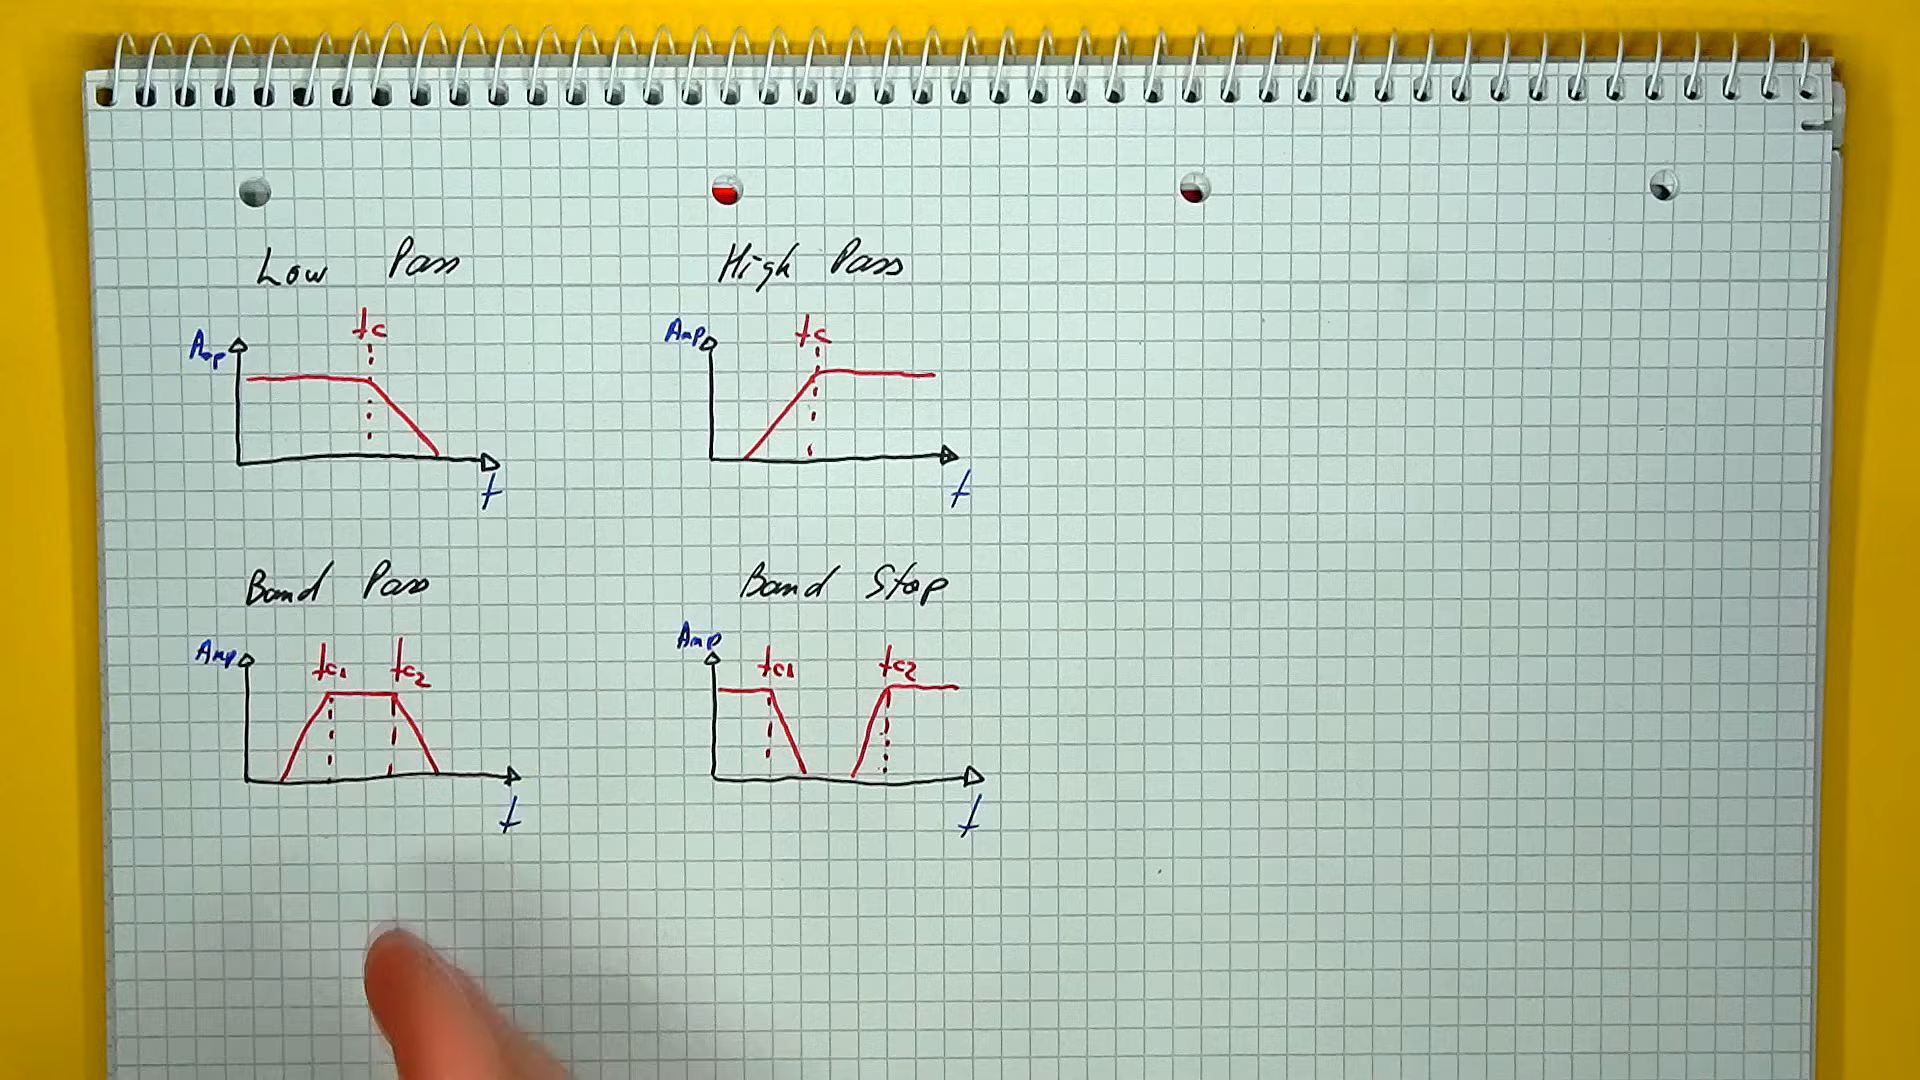 Low Pass
High Pass
fc
Amp
f
fc
Amp
f
Band Pass
Band Stop
Amp
fc1
fc2
f
Amp
fc1
fc2
f